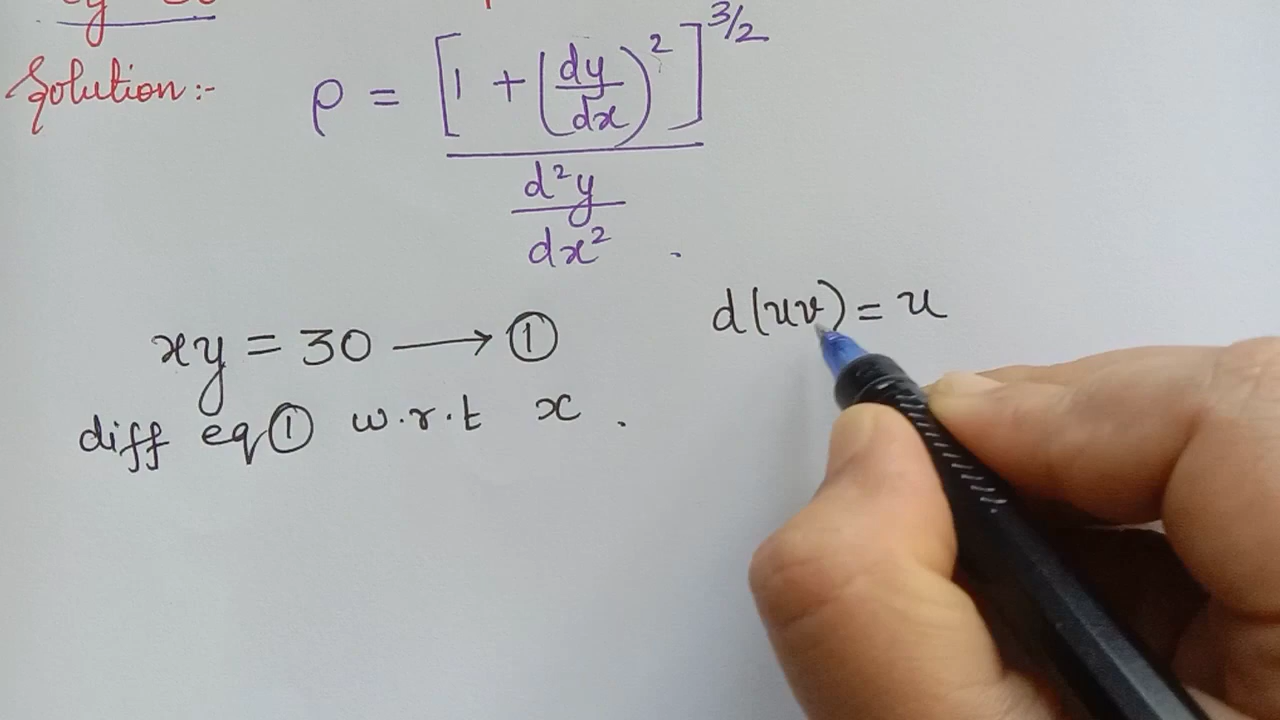 Solution:-
ρ = [1 + (dy/dx)²]^3/2
d²y/dx² .
xy = 30 ⟶ ①
d(uv) = u
diff eq① w.r.t x .